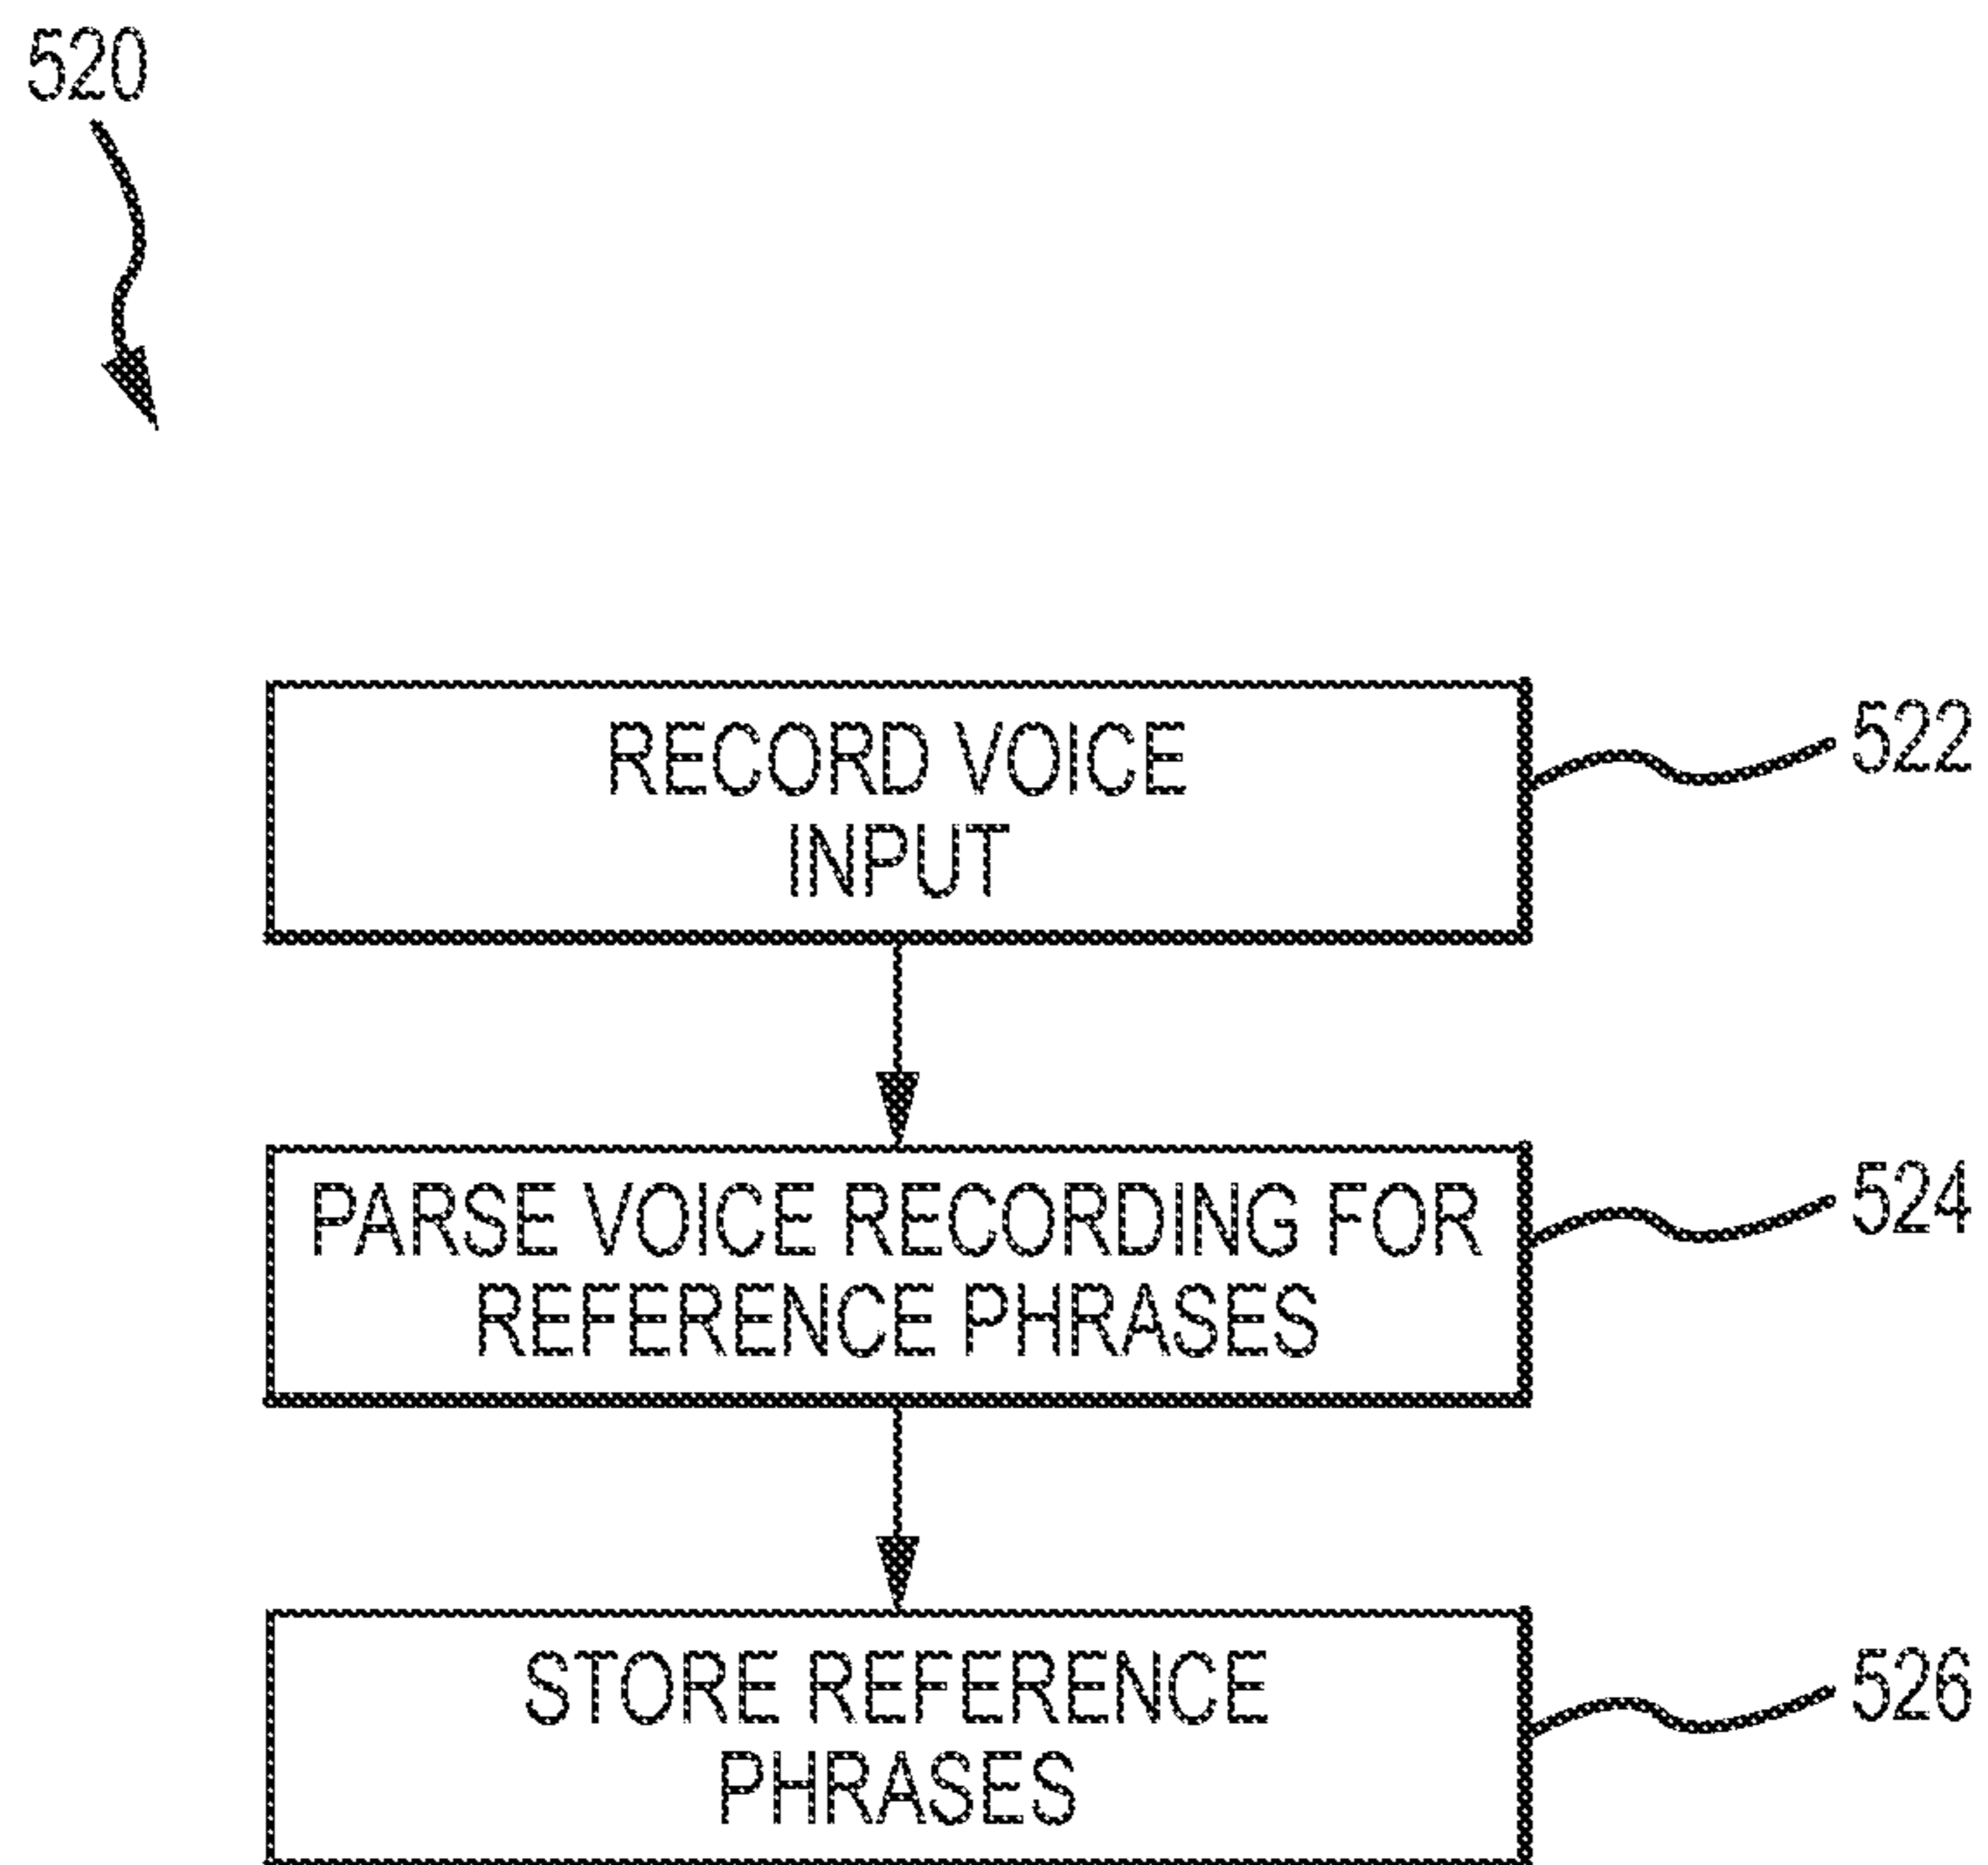 520
RECORD VOICE
INPUT
522
PARSE VOICE RECORDING FOR
REFERENCE PHRASES
524
STORE REFERENCE
PHRASES
526